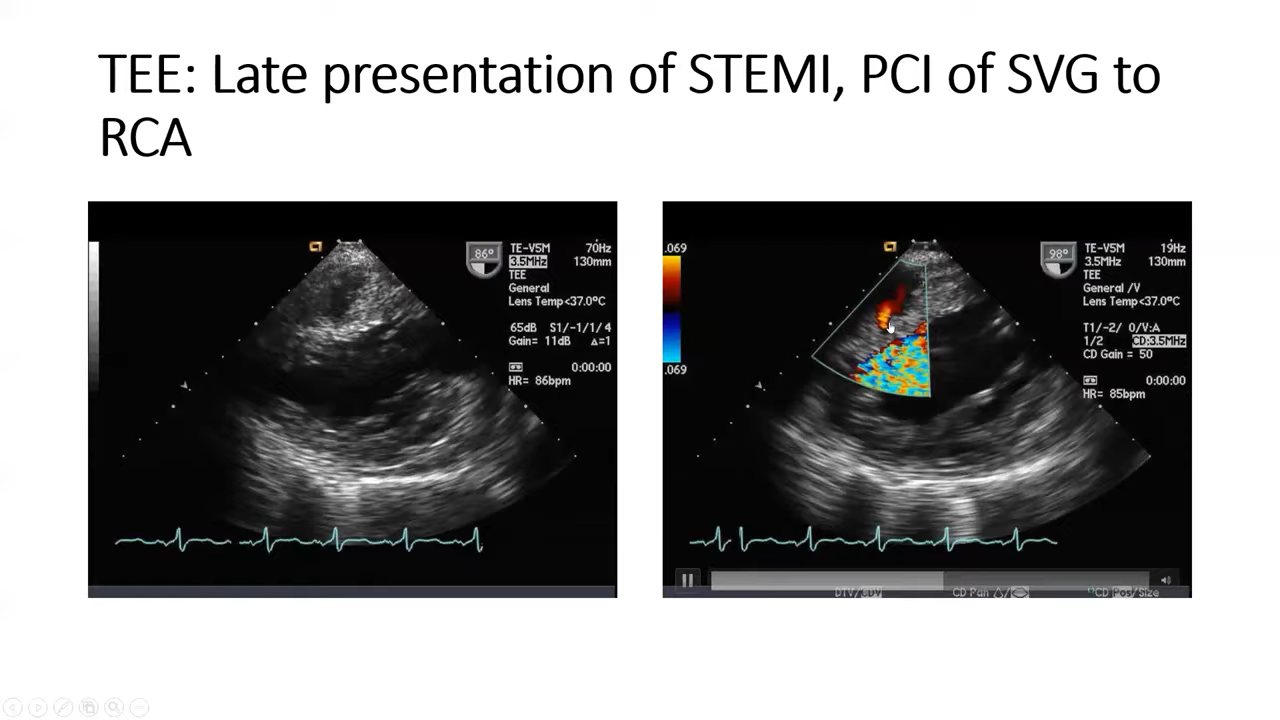 TEE: Late presentation of STEMI, PCI of SVG to
RCA
86°
TE-V5M 70Hz
3.5MHz 130mm
TEE
General
Lens Temp<37.0°C
65dB S1/-1/1/4
Gain= 11dB Δ=1
0:00:00
HR= 86bpm
.069
.069
98°
TE-V5M 19Hz
3.5MHz 130mm
TEE
General /V
Lens Temp<37.0°C
T1/-2/ 0/V:A
1/2 CD:3.5MHz
CD Gain = 50
0:00:00
HR= 85bpm
DTV/CDV CD Pan CD Pos/Size